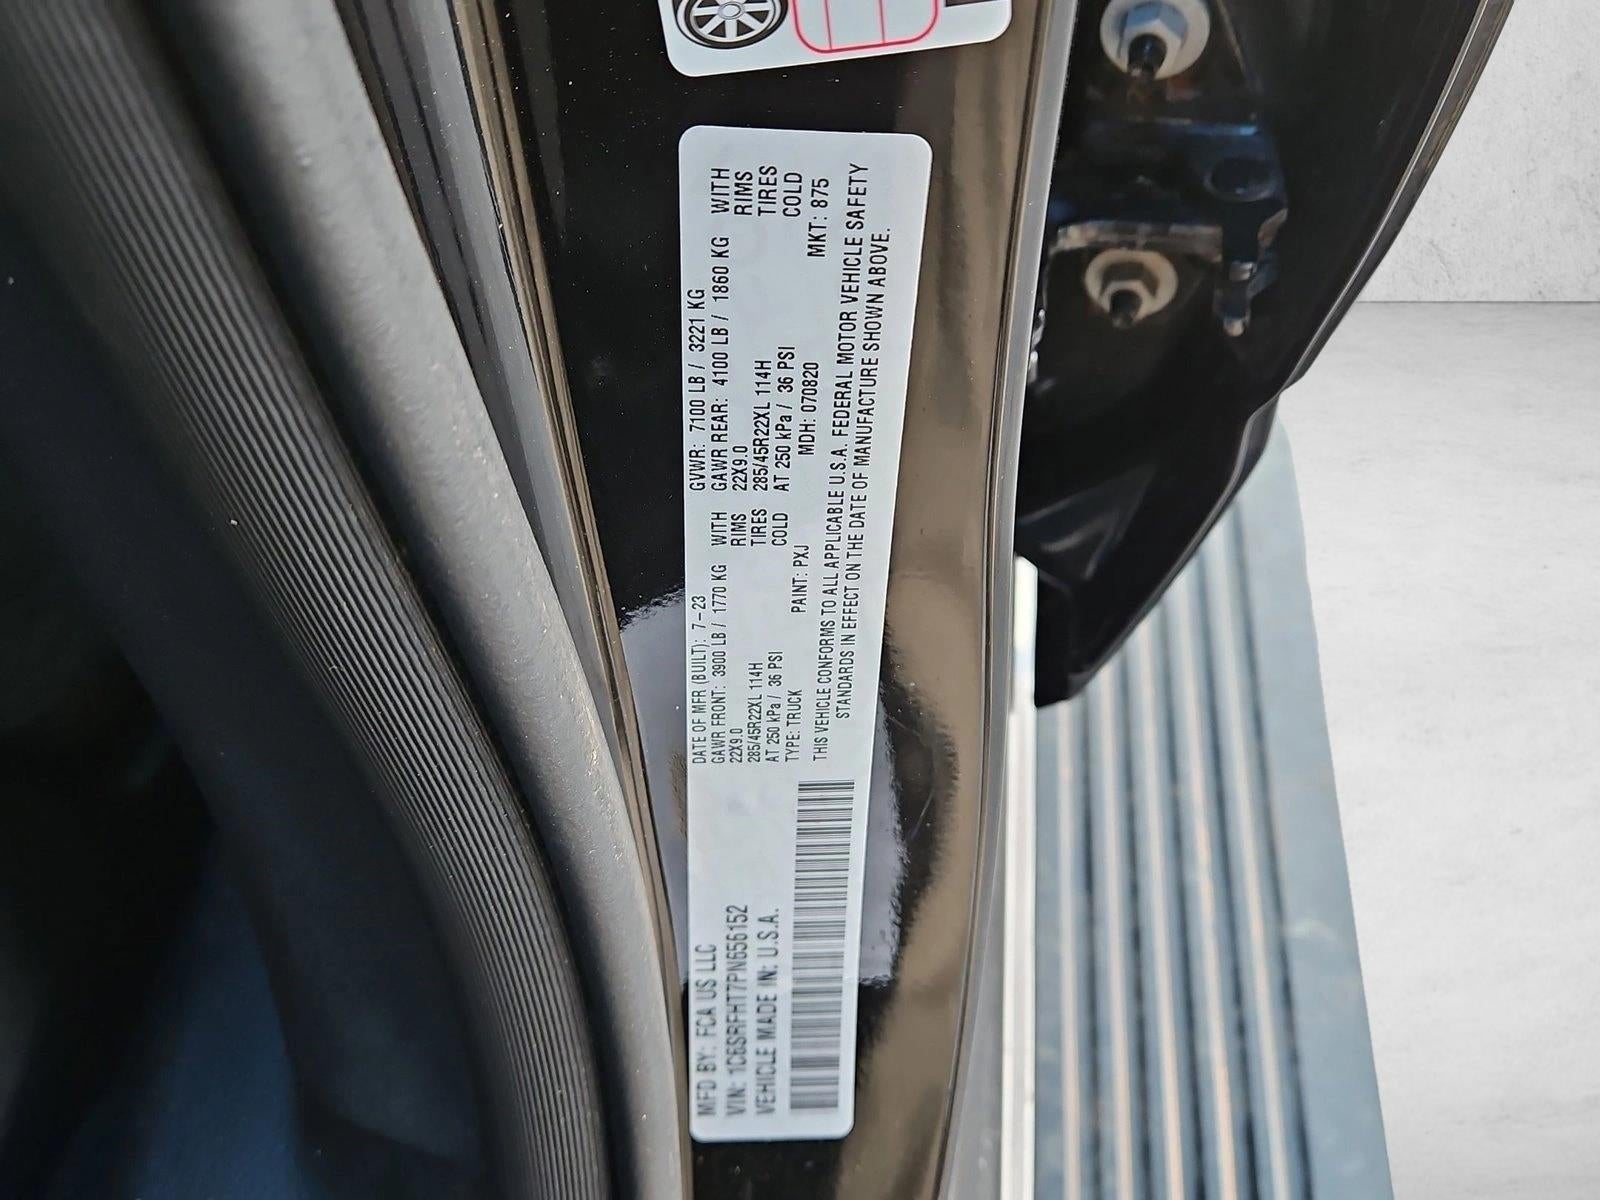 MFD BY: FCA US LLC
VIN: 1C6SRFHT7PN656152
VEHICLE MADE IN: U.S.A.
DATE OF MFR (BUILT): 7-23 GVWR: 7100 LB / 3221 KG
GAWR FRONT: 3900 LB / 1770 KG WITH GAWR REAR: 4100 LB / 1860 KG WITH
22X9.0 RIMS 22X9.0 RIMS
285/45R22XL 114H TIRES 285/45R22XL 114H TIRES
AT 250 kPa / 36 PSI COLD AT 250 kPa / 36 PSI COLD
TYPE: TRUCK PAINT: PXJ MDH: 070820 MKT: 875
THIS VEHICLE CONFORMS TO ALL APPLICABLE U.S.A. FEDERAL MOTOR VEHICLE SAFETY
STANDARDS IN EFFECT ON THE DATE OF MANUFACTURE SHOWN ABOVE.